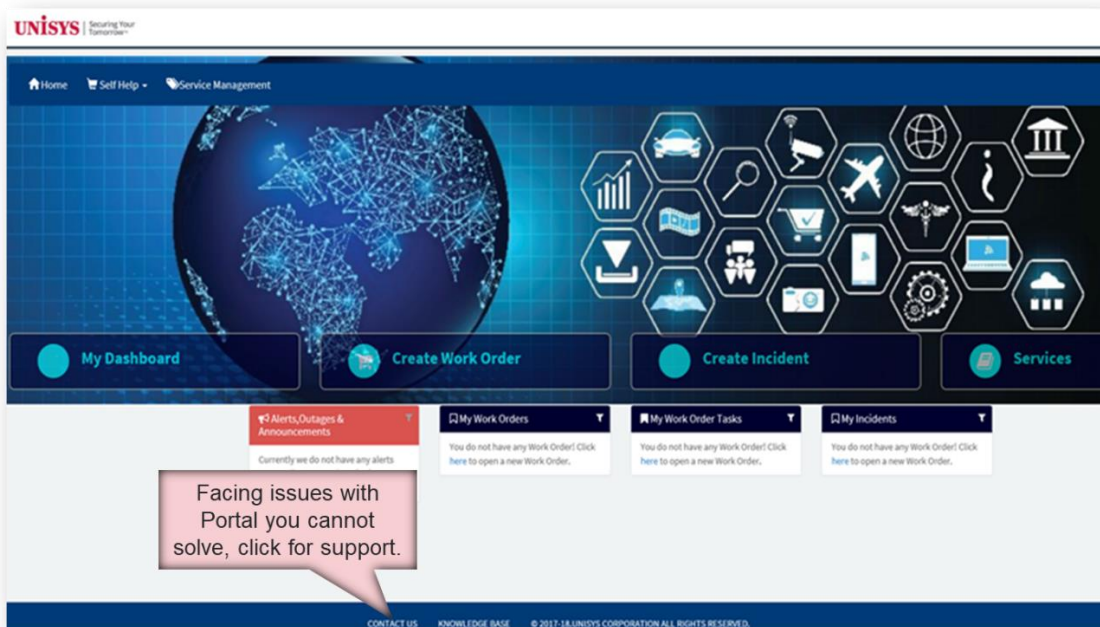 UNİSYS | Securing Your
Tomorrow™
Home Self Help Service Management
My Dashboard
Create Work Order
Create Incident
Services
Alerts,Outages &
Announcements
Currently we do not have any alerts
My Work Orders
You do not have any Work Order! Click
here to open a new Work Order.
My Work Order Tasks
You do not have any Work Order! Click
here to open a new Work Order.
My Incidents
You do not have any Work Order! Click
here to open a new Work Order.
Facing issues with
Portal you cannot
solve, click for support.
CONTACT US KNOWLEDGE BASE © 2017-18.UNISYS CORPORATION ALL RIGHTS RESERVED.